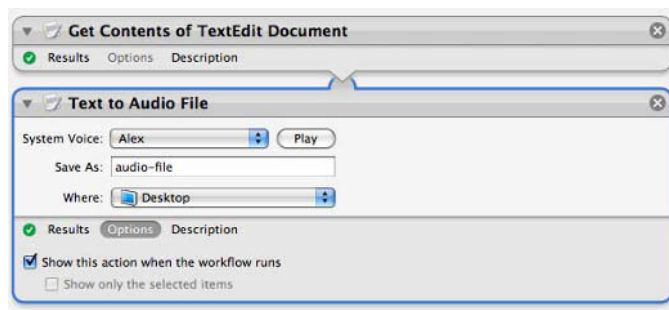 Get Contents of TextEdit Document
Results Options Description
Text to Audio File
System Voice: Alex Play
Save As: audio-file
Where: Desktop
Results Options Description
Show this action when the workflow runs
Show only the selected items